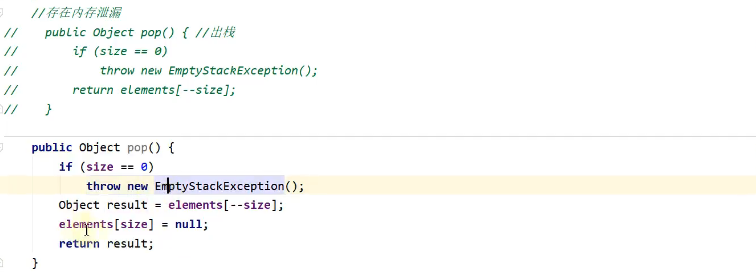 //存在内存泄漏
//    public Object pop() { //出栈
//        if (size == 0)
//            throw new EmptyStackException();
//        return elements[--size];
//    }
public Object pop() {
    if (size == 0)
        throw new EmptyStackException();
    Object result = elements[--size];
    elements[size] = null;
    return result;
}